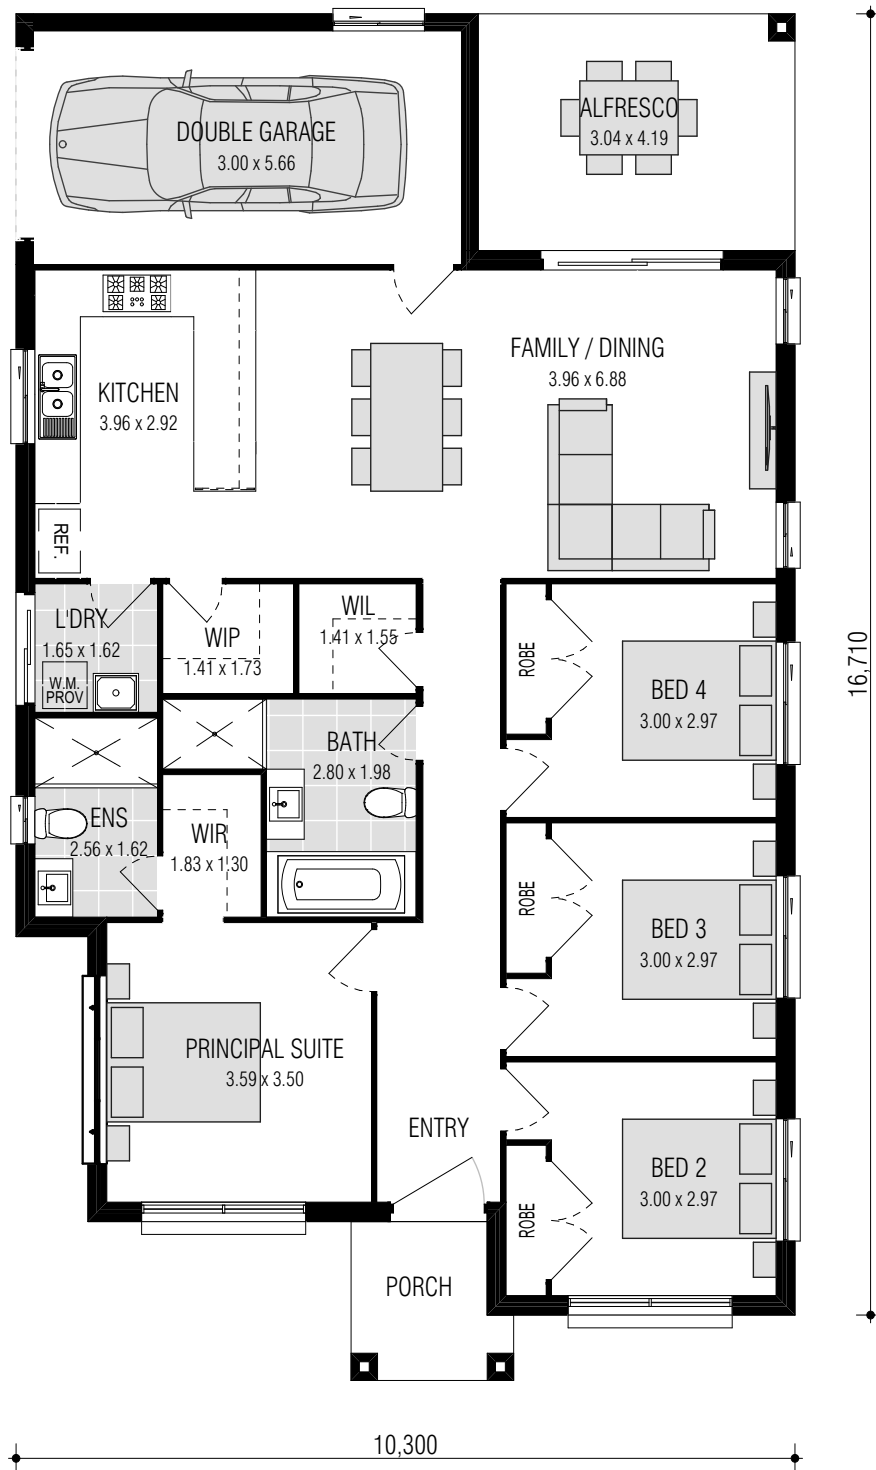 DOUBLE GARAGE
3.00 x 5.66
ALFRESCO
3.04 x 4.19
FAMILY / DINING
3.96 x 6.88
KITCHEN
3.96 x 2.92
REF.
L'DRY
1.65 x 1.62
W.M.
PROV
WIP
1.41 x 1.73
WIL
1.41 x 1.55
ROBE
BED 4
3.00 x 2.97
16,710
BATH
2.80 x 1.98
ENS
2.56 x 1.62
WIR
1.83 x 1.30
ROBE
BED 3
3.00 x 2.97
PRINCIPAL SUITE
3.59 x 3.50
ENTRY
ROBE
BED 2
3.00 x 2.97
PORCH
10,300